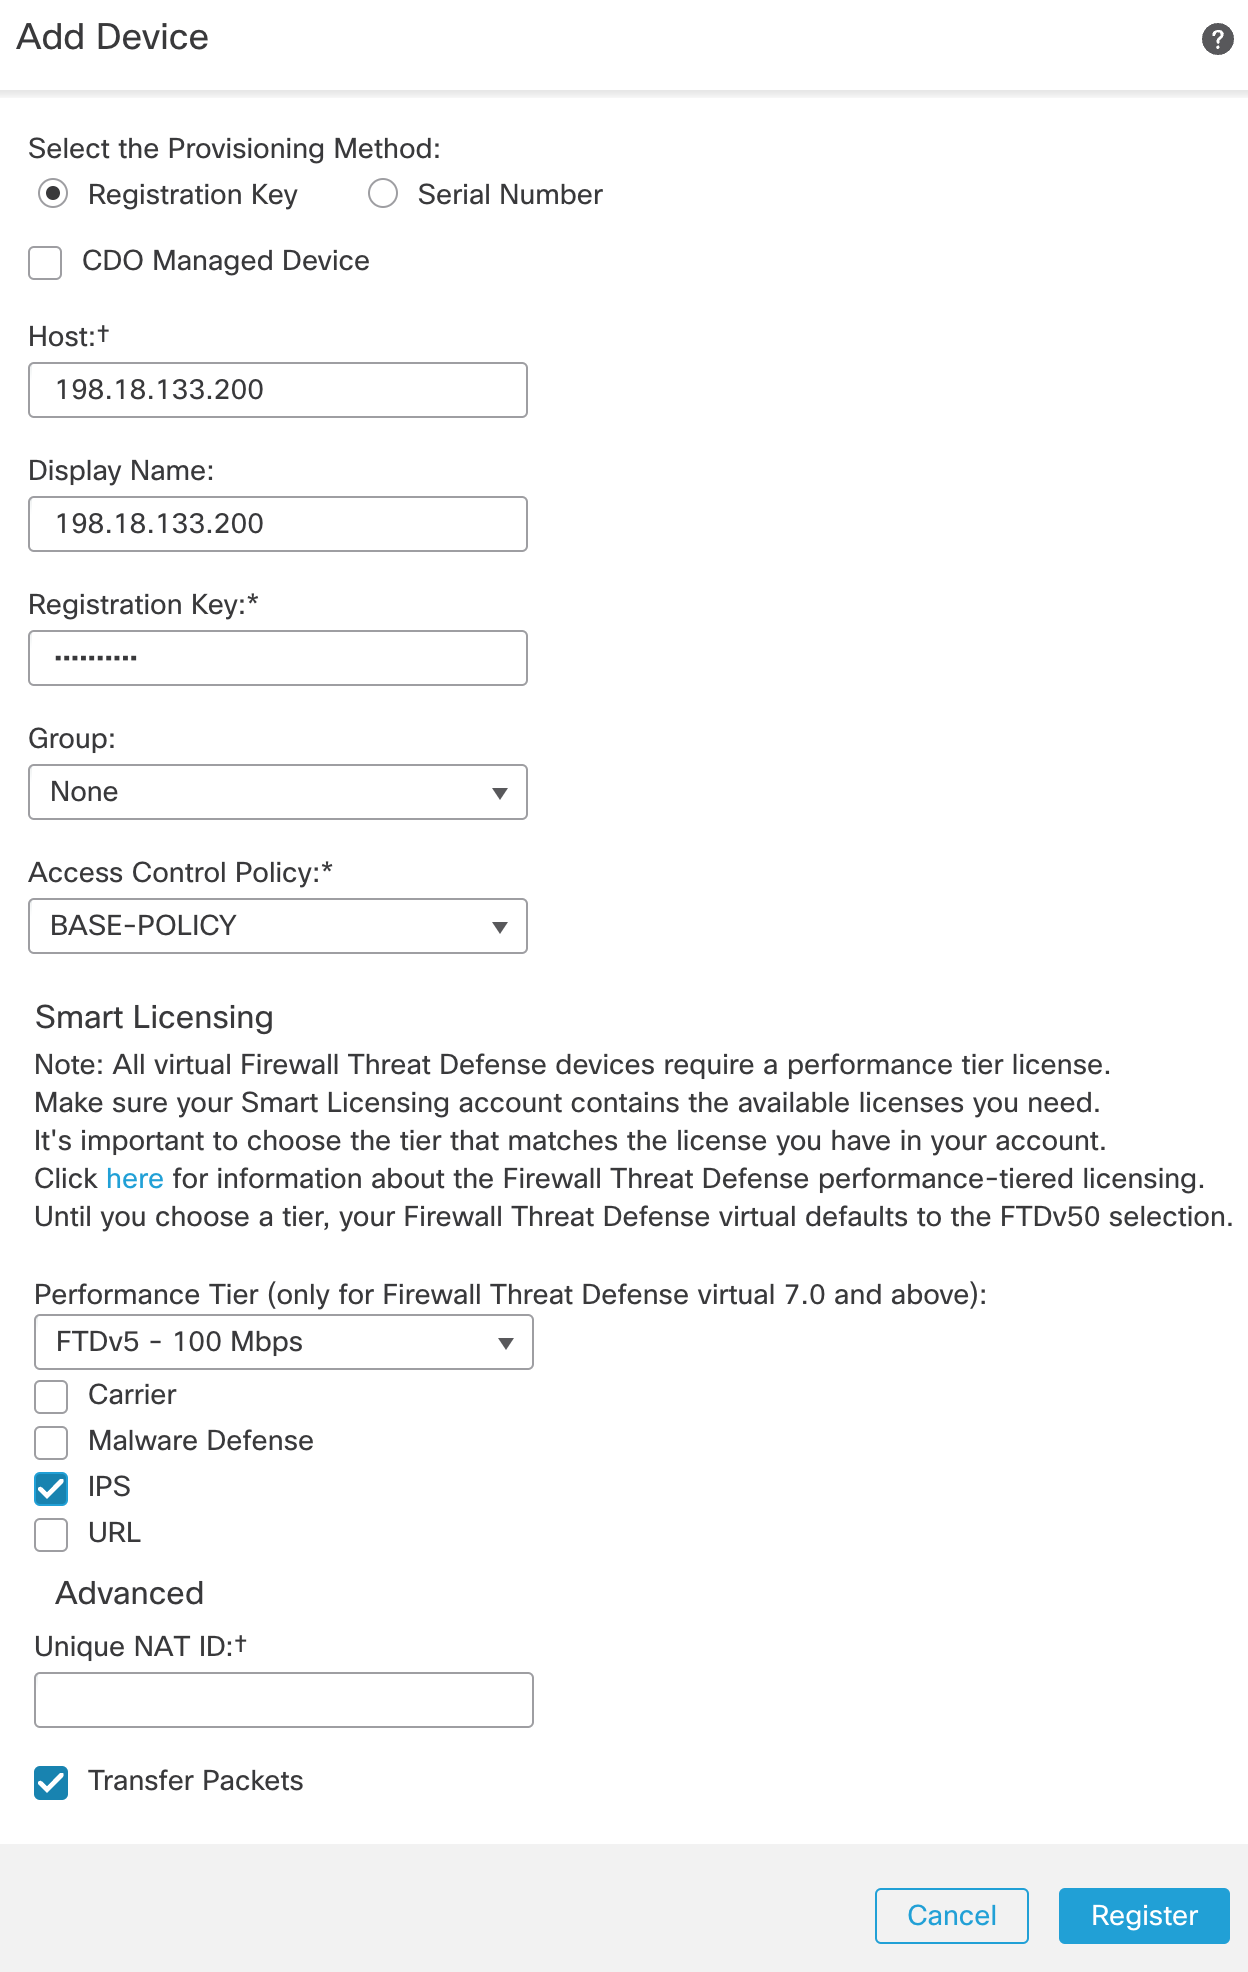 Add Device
?
Select the Provisioning Method:
Registration Key Serial Number
CDO Managed Device
Host:†
198.18.133.200
Display Name:
198.18.133.200
Registration Key:*
••••••••••
Group:
None
Access Control Policy:*
BASE-POLICY
Smart Licensing
Note: All virtual Firewall Threat Defense devices require a performance tier license.
Make sure your Smart Licensing account contains the available licenses you need.
It's important to choose the tier that matches the license you have in your account.
Click here for information about the Firewall Threat Defense performance-tiered licensing.
Until you choose a tier, your Firewall Threat Defense virtual defaults to the FTDv50 selection.
Performance Tier (only for Firewall Threat Defense virtual 7.0 and above):
FTDv5 - 100 Mbps
Carrier
Malware Defense
IPS
URL
Advanced
Unique NAT ID:†
Transfer Packets
Cancel Register